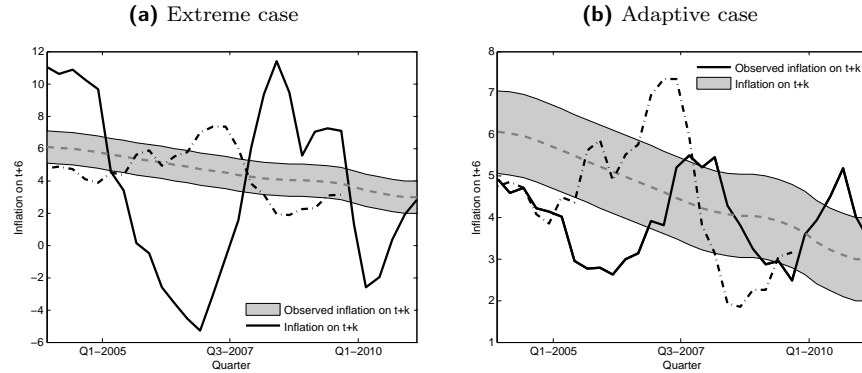 (a) Extreme case
12
10
8
6
4
2
0
−2
−4
−6
Inflation on t+6
Q1−2005
Q3−2007
Q1−2010
Quarter
Observed inflation on t+k
Inflation on t+k
(b) Adaptive case
8
7
6
5
4
3
2
1
Inflation on t+6
Q1−2005
Q3−2007
Q1−2010
Quarter
Observed inflation on t+k
Inflation on t+k